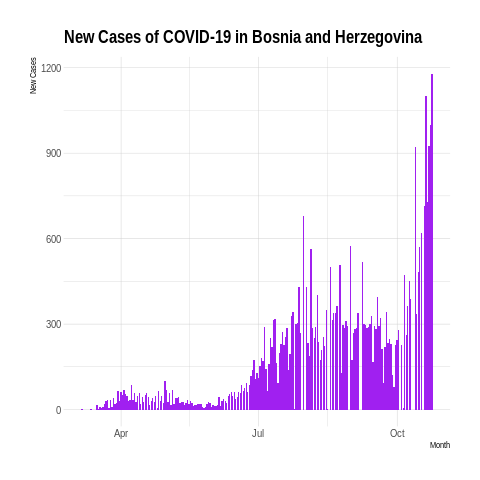 New Cases of COVID-19 in Bosnia and Herzegovina
New Cases
1200
900
600
300
0
Apr
Jul
Oct
Month